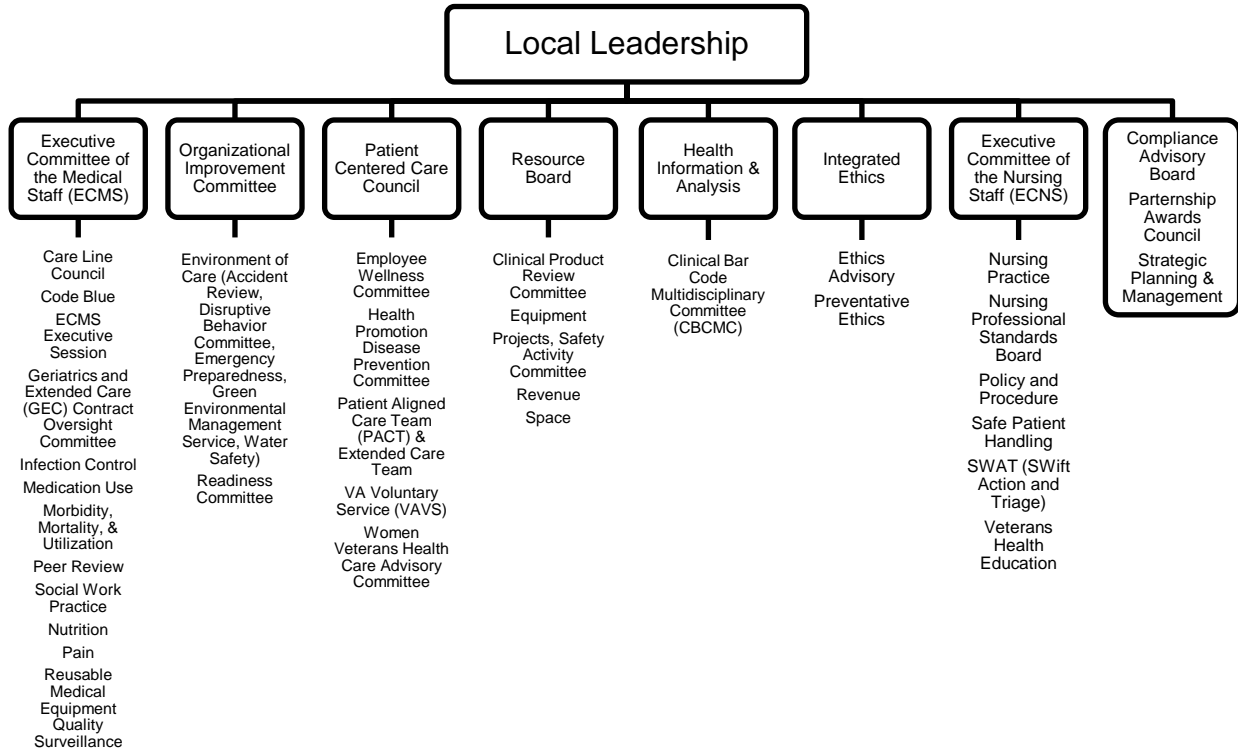 Local Leadership
Executive
Committee of
the Medical
Staff (ECMS)
Care Line
Council
Code Blue
ECMS
Executive
Session
Geriatrics and
Extended Care
(GEC) Contract
Oversight
Committee
Infection Control
Medication Use
Morbidity,
Mortality, &
Utilization
Peer Review
Social Work
Practice
Nutrition
Pain
Reusable
Medical
Equipment
Quality
Surveillance
Organizational
Improvement
Committee
Environment of
Care (Accident
Review,
Disruptive
Behavior
Committee,
Emergency
Preparedness,
Green
Environmental
Management
Service, Water
Safety)
Readiness
Committee
Patient
Centered Care
Council
Employee
Wellness
Committee
Health
Promotion
Disease
Prevention
Committee
Patient Aligned
Care Team
(PACT) &
Extended Care
Team
VA Voluntary
Service (VAVS)
Women
Veterans Health
Care Advisory
Committee
Resource
Board
Clinical Product
Review
Committee
Equipment
Projects, Safety
Activity
Committee
Revenue
Space
Health
Information &
Analysis
Clinical Bar
Code
Multidisciplinary
Committee
(CBCMC)
Integrated
Ethics
Ethics
Advisory
Preventative
Ethics
Executive
Committee of
the Nursing
Staff (ECNS)
Nursing
Practice
Nursing
Professional
Standards
Board
Policy and
Procedure
Safe Patient
Handling
SWAT (SWift
Action and
Triage)
Veterans
Health
Education
Compliance
Advisory
Board
Parternship
Awards
Council
Strategic
Planning &
Management